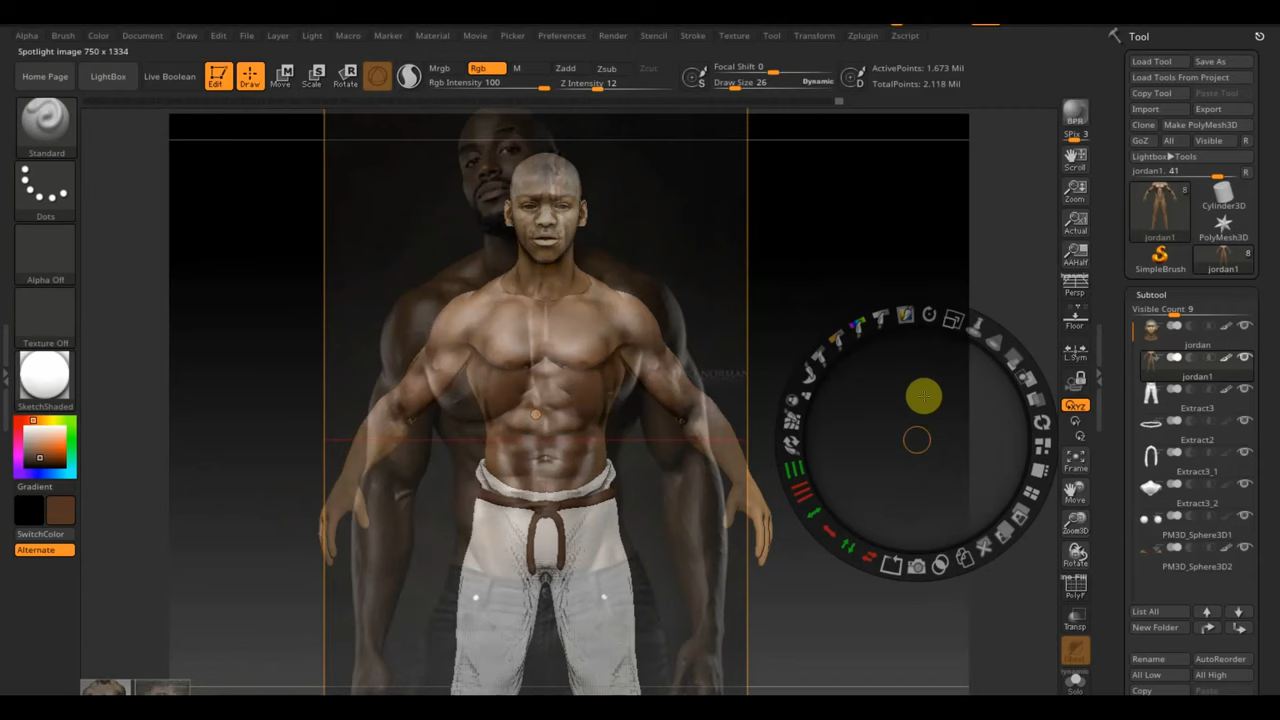 Alpha Brush Color Document Draw Edit File Layer Light Macro Marker Material Movie Picker Preferences Render Stencil Stroke Texture Tool Transform Zplugin Zscript
Spotlight image 750 x 1334
Home Page LightBox Live Boolean Edit Draw Move Scale Rotate
Mrgb Rgb M Zadd Zsub Zcut
Rgb Intensity 100 Z Intensity 12
Focal Shift 0
Draw Size 26 Dynamic
ActivePoints: 1.673 Mil
TotalPoints: 2.118 Mil
Standard
Dots
Alpha Off
Texture Off
SketchShaded
Gradient
SwitchColor
Alternate
NORMAN
BPR
SPix 3
Scroll
Zoom
Actual
AAHalf
Dynamic
Persp
Floor
L.Sym
XYZ
Frame
Move
Zoom3D
Rotate
PolyF
Transp
Ghost
Dynamic
Solo
Tool
Load Tool Save As
Load Tools From Project
Copy Tool Paste Tool
Import Export
Clone Make PolyMesh3D
GoZ All Visible R
Lightbox▶Tools
jordan1. 41 R
8
jordan1
Cylinder3D
PolyMesh3D
SimpleBrush
8
jordan1
Subtool
Visible Count 9
jordan
jordan1
Extract3
Extract2
Extract3_1
Extract3_2
PM3D_Sphere3D1
PM3D_Sphere3D2
List All
New Folder
Rename AutoReorder
All Low All High
Copy Paste